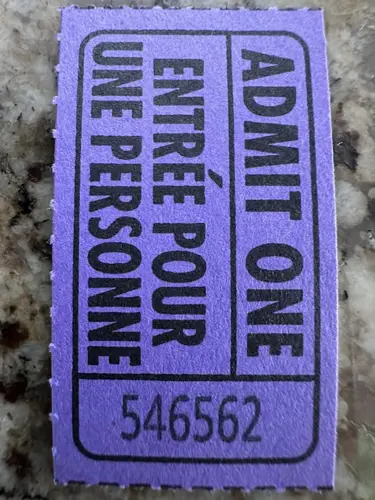 ADMIT ONE
ENTRÉE POUR
UNE PERSONNE
546562